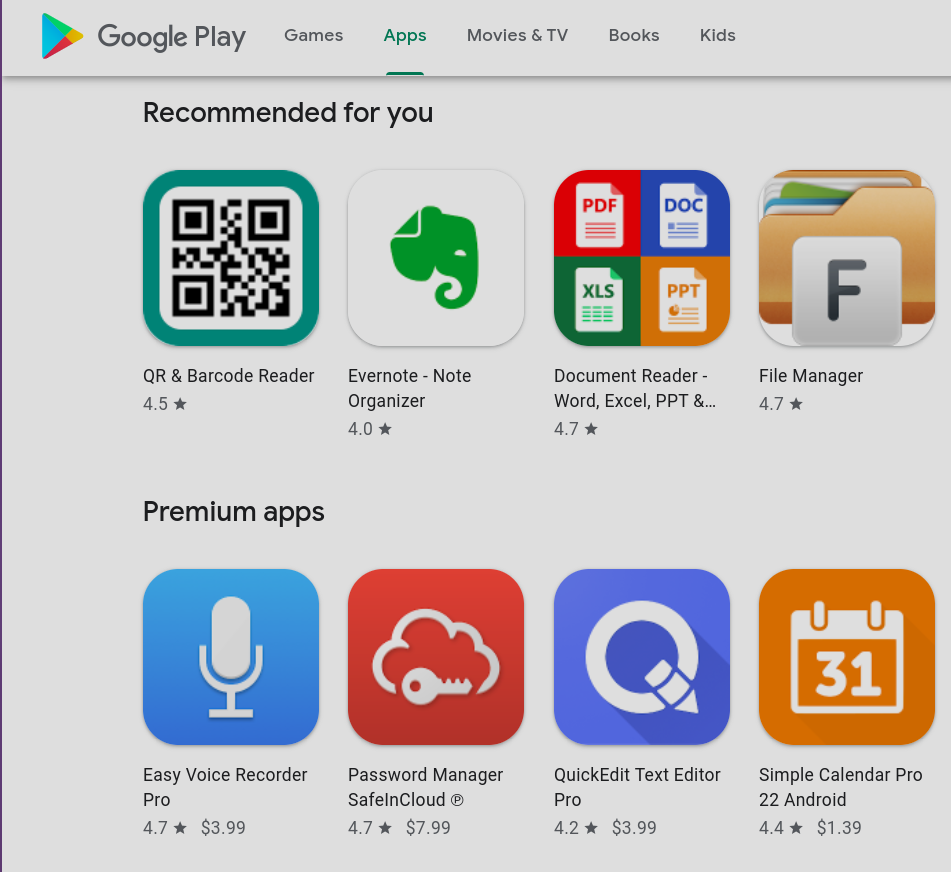 Google Play Games Apps Movies & TV Books Kids
Recommended for you
PDF DOC
XLS PPT
F
QR & Barcode Reader
4.5 ★
Evernote - Note
Organizer
4.0 ★
Document Reader -
Word, Excel, PPT &...
4.7 ★
File Manager
4.7 ★
Premium apps
31
Easy Voice Recorder
Pro
4.7 ★ $3.99
Password Manager
SafeInCloud ℗
4.7 ★ $7.99
QuickEdit Text Editor
Pro
4.2 ★ $3.99
Simple Calendar Pro
22 Android
4.4 ★ $1.39